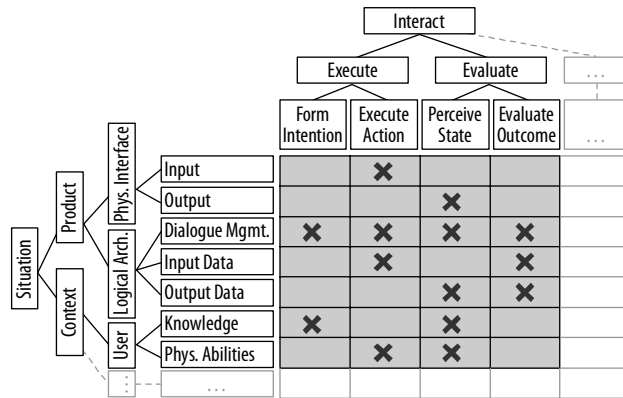 Interact
Execute
Evaluate
...
Form
Intention
Execute
Action
Perceive
State
Evaluate
Outcome
...
Situation
Product
Context
Phys. Interface
Logical Arch.
User
...
Input
Output
Dialogue Mgmt.
Input Data
Output Data
Knowledge
Phys. Abilities
...